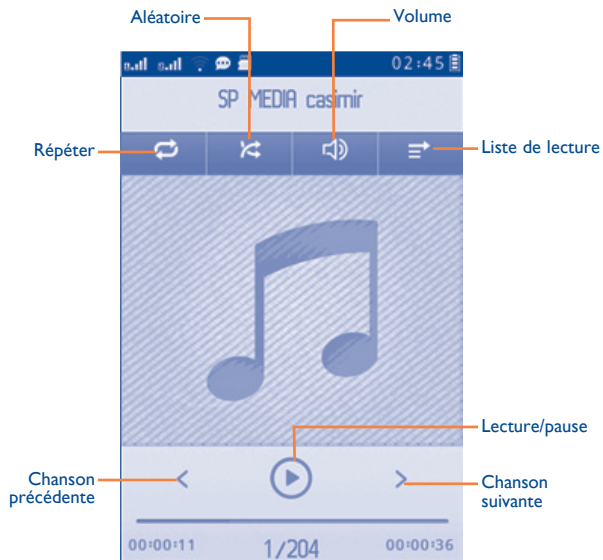 Aléatoire
Volume
02:45
SP MEDIA casimir
Répéter
Liste de lecture
Lecture/pause
Chanson
précédente
Chanson
suivante
00:00:11
1/204
00:00:36